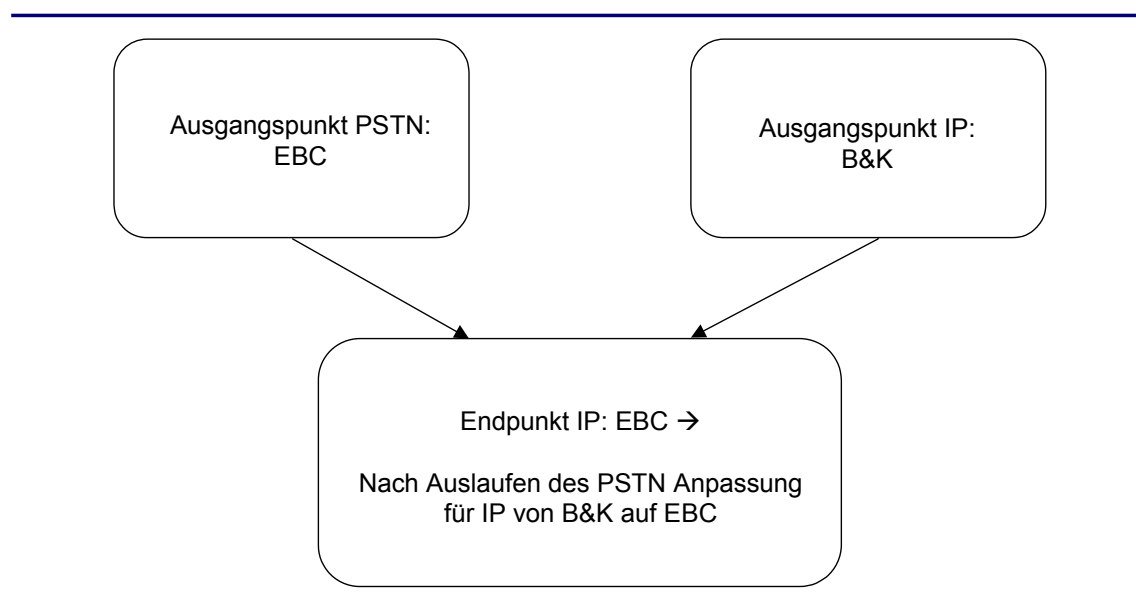 Ausgangspunkt PSTN:
EBC
Ausgangspunkt IP:
B&K
Endpunkt IP: EBC →
Nach Auslaufen des PSTN Anpassung
für IP von B&K auf EBC